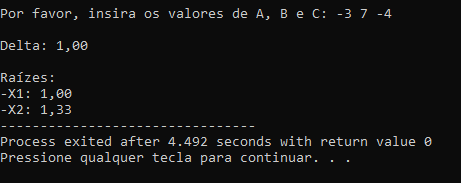 Por favor, insira os valores de A, B e C: -3 7 -4
Delta: 1,00
Raízes:
-X1: 1,00
-X2: 1,33
--------------------------------
Process exited after 4.492 seconds with return value 0
Pressione qualquer tecla para continuar. . .